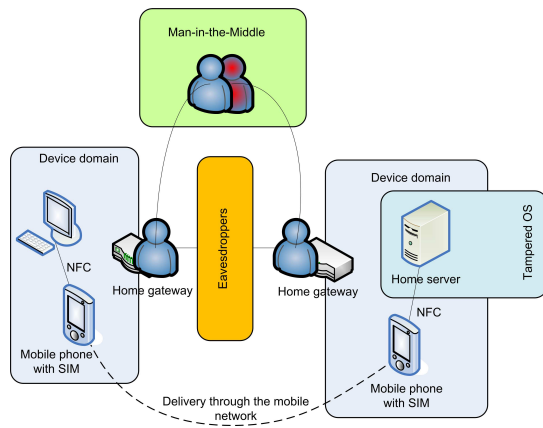 Man-in-the-Middle
Device domain
NFC
Mobile phone
with SIM
Home gateway
Eavesdroppers
Home gateway
Device domain
Tampered OS
Home server
NFC
Mobile phone
with SIM
Delivery through the mobile
network